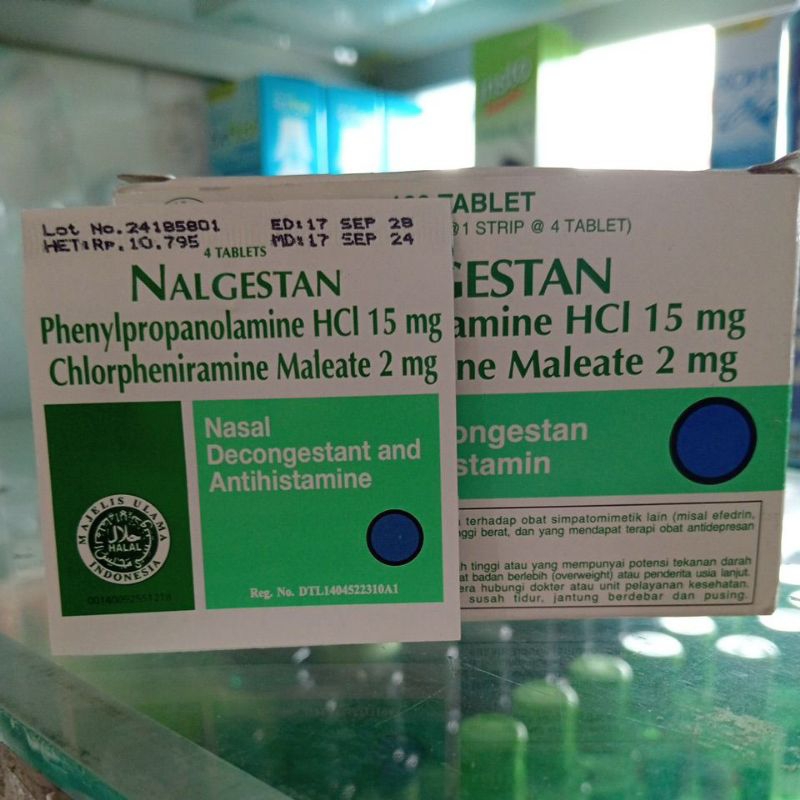 Lot No.24185801 ED:17 SEP 28
HET:Rp.10.795 MD:17 SEP 24
4 TABLETS
NALGESTAN
Phenylpropanolamine HCl 15 mg
Chlorpheniramine Maleate 2 mg
Nasal
Decongestant and
Antihistamine
MAJELIS ULAMA
حلال
HALAL
INDONESIA
00140092551218
Reg. No. DTL1404522310A1
TABLET
@1 STRIP @ 4 TABLET)
GESTAN
amine HCl 15 mg
ne Maleate 2 mg
ongestan
stamin
terhadap obat simpatomimetik lain (misal efedrin,
ggi berat, dan yang mendapat terapi obat antidepresan
h tinggi atau yang mempunyai potensi tekanan darah
at badan berlebih (overweight) atau penderita usia lanjut.
era hubungi dokter atau unit pelayanan kesehatan.
susah tidur, jantung berdebar dan pusing.